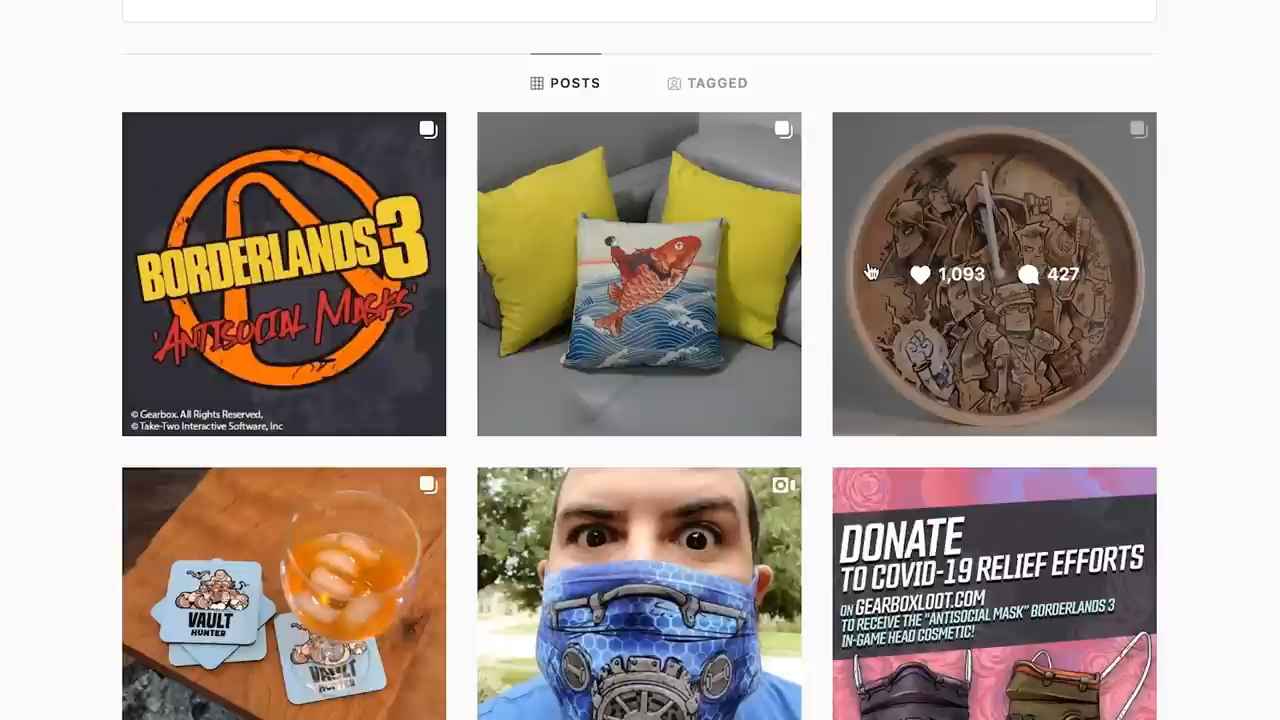 POSTS
TAGGED
BORDERLANDS 3
'ANTISOCIAL MASKS'
© Gearbox. All Rights Reserved,
© Take-Two Interactive Software, Inc
1,093
427
VAULT
HUNTER
VAULT
HUNTER
DONATE
TO COVID-19 RELIEF EFFORTS
ON GEARBOXLOOT.COM
TO RECEIVE THE "ANTISOCIAL MASK" BORDERLANDS 3
IN-GAME HEAD COSMETIC!